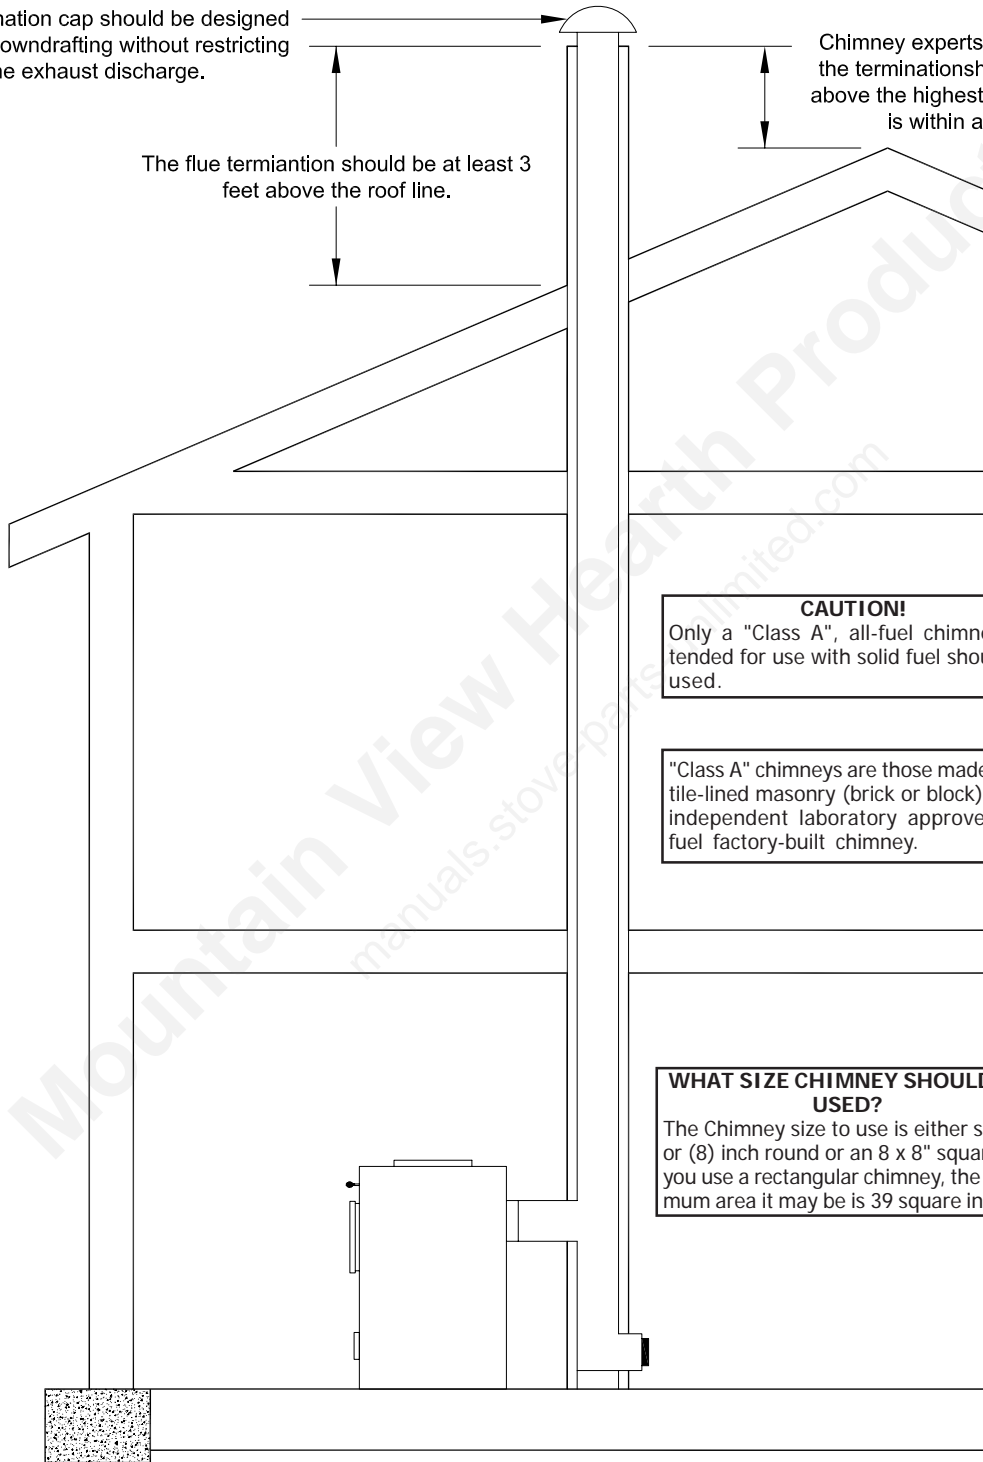 nation cap should be designed
owndrafting without restricting
ne exhaust discharge.
Chimney experts
the terminationsh
above the highest
is within a
The flue termiantion should be at least 3
feet above the roof line.
CAUTION!
Only a "Class A", all-fuel chimne
tended for use with solid fuel shou
used.
"Class A" chimneys are those made
tile-lined masonry (brick or block)
independent laboratory approve
fuel factory-built chimney.
WHAT SIZE CHIMNEY SHOULD
USED?
The Chimney size to use is either s
or (8) inch round or an 8 x 8" squar
you use a rectangular chimney, the
mum area it may be is 39 square in
Mountain View Hearth Produc
manuals.stove-parts-unlimited.com